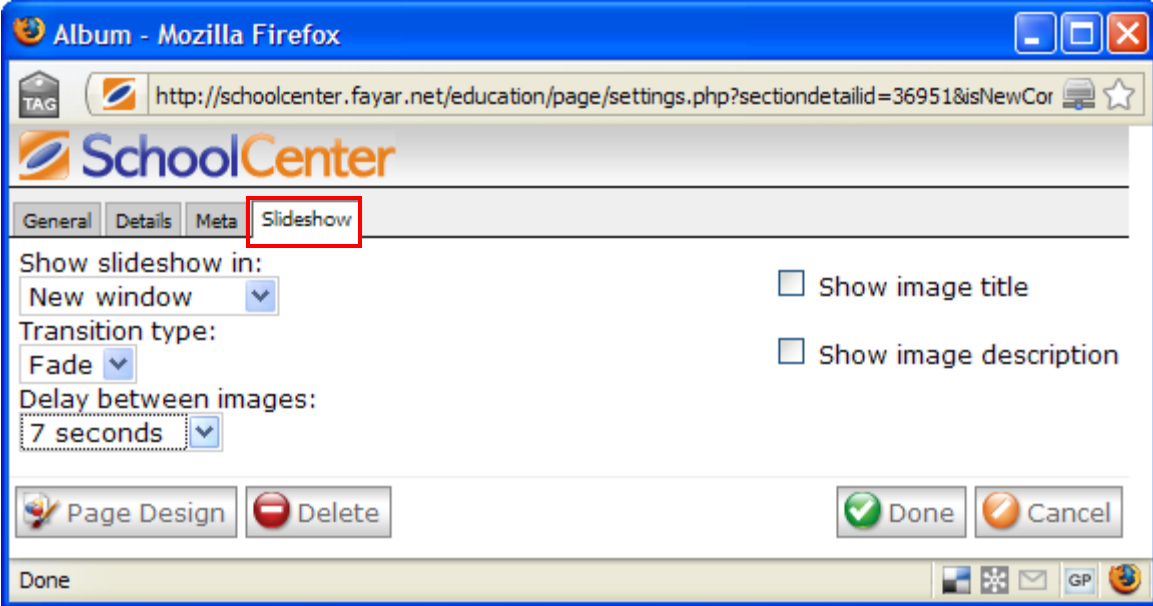 Album - Mozilla Firefox
TAG http://schoolcenter.fayar.net/education/page/settings.php?sectiondetailid=36951&isNewCor
SchoolCenter
General Details Meta Slideshow
Show slideshow in:
New window
Show image title
Transition type:
Fade
Show image description
Delay between images:
7 seconds
Page Design Delete Done Cancel
Done GP